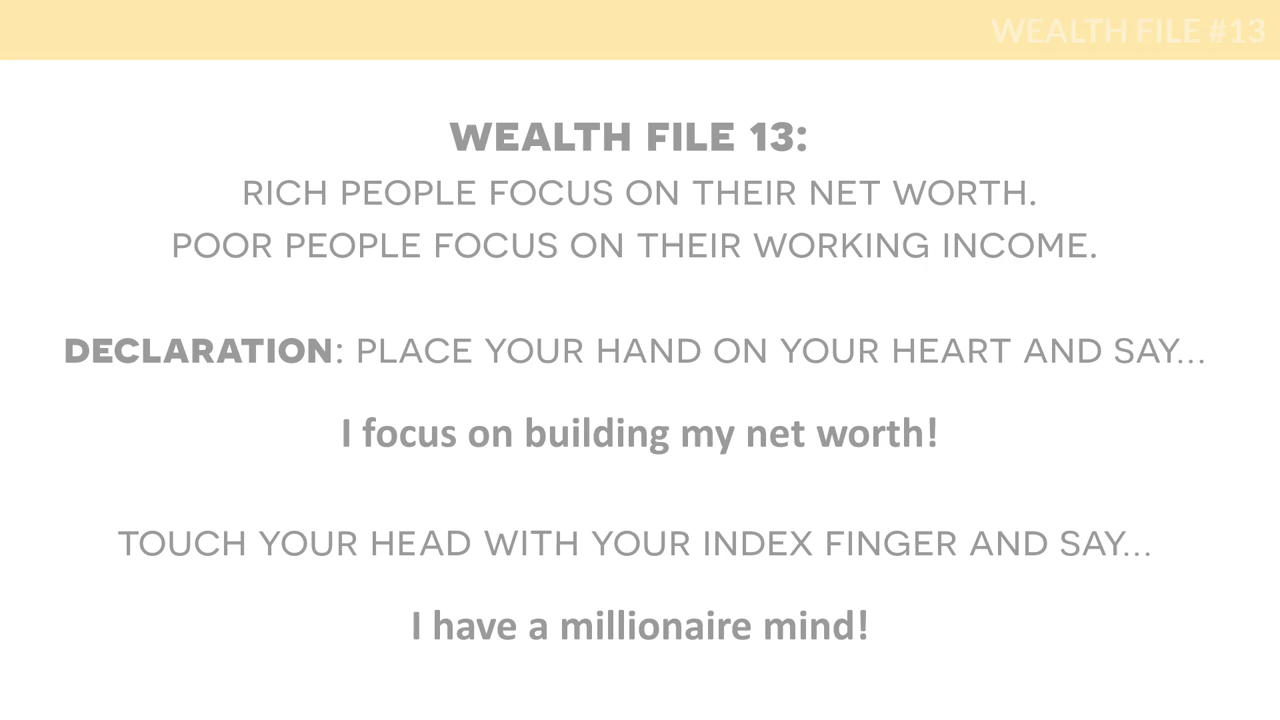 WEALTH FILE #13
WEALTH FILE 13:
RICH PEOPLE FOCUS ON THEIR NET WORTH.
POOR PEOPLE FOCUS ON THEIR WORKING INCOME.
DECLARATION: PLACE YOUR HAND ON YOUR HEART AND SAY...
I focus on building my net worth!
TOUCH YOUR HEAD WITH YOUR INDEX FINGER AND SAY...
I have a millionaire mind!